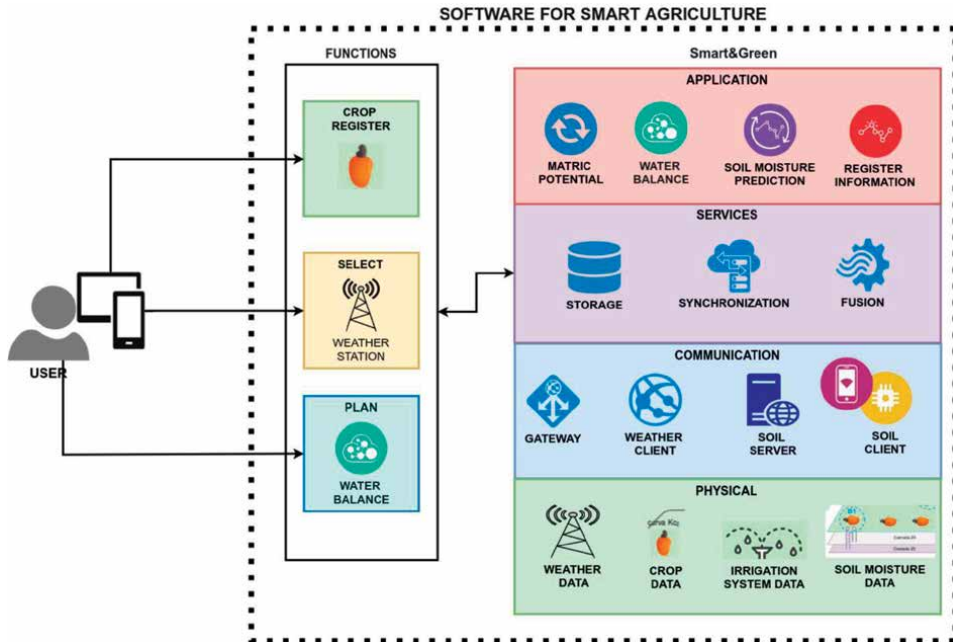 SOFTWARE FOR SMART AGRICULTURE
FUNCTIONS
CROP
REGISTER
SELECT
WEATHER
STATION
PLAN
WATER
BALANCE
USER
Smart&Green
APPLICATION
MATRIC
POTENTIAL
WATER
BALANCE
SOIL MOISTURE
PREDICTION
REGISTER
INFORMATION
SERVICES
STORAGE
SYNCHRONIZATION
FUSION
COMMUNICATION
GATEWAY
WEATHER
CLIENT
SOIL
SERVER
SOIL
CLIENT
PHYSICAL
WEATHER
DATA
CROP
DATA
IRRIGATION
SYSTEM DATA
SOIL MOISTURE
DATA